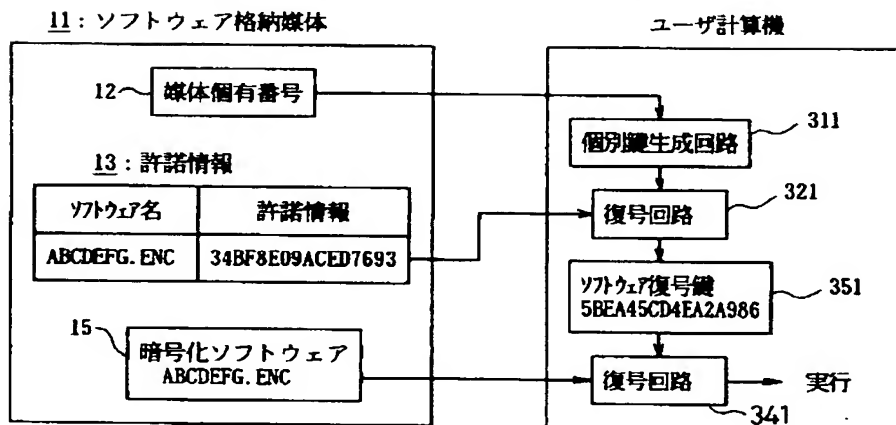 11：ソフトウェア格納媒体
ユーザ計算機
12
媒体個有番号
311
個別鍵生成回路
13：許諾情報
321
ソフトウェア名
許諾情報
復号回路
ABCDEFG.ENC
34BF8E09ACED7693
ソフトウェア復号鍵
5BEA45CD4EA2A986
351
15
暗号化ソフトウェア
ABCDEFG.ENC
復号回路
実行
341